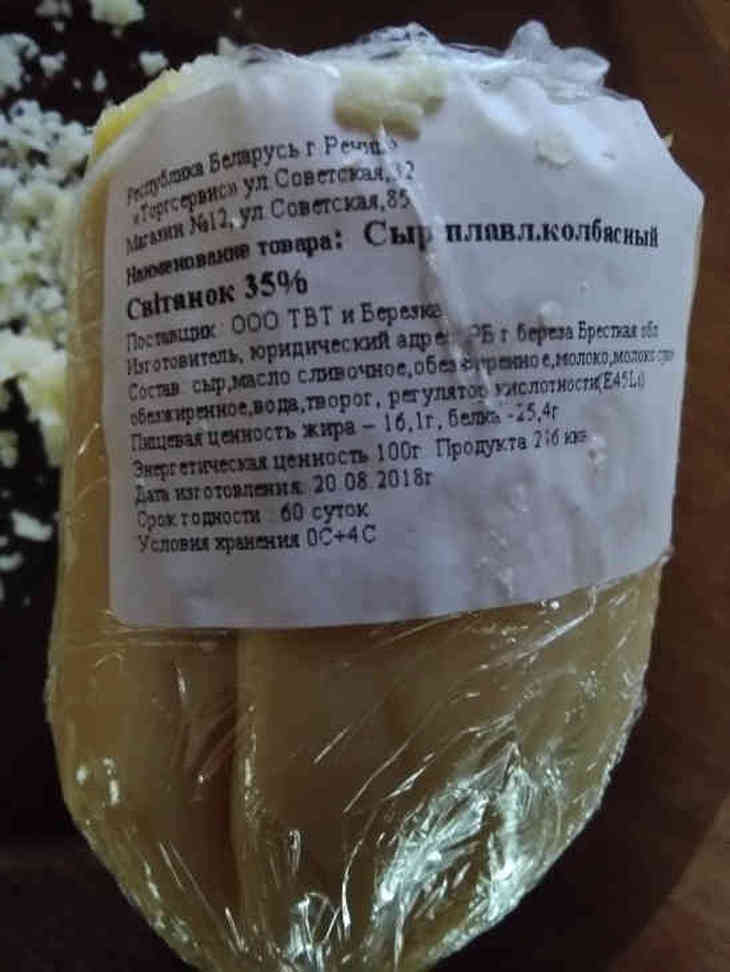 Республика Беларусь г Речица
«Торгсервис» ул Советская,32
Магазин №12, ул Советская,85
Наименование товара: Сыр плавл.колбасный
Світанок 35%
Поставщик ООО ТВТ и Березка
Изготовитель, юридический адрес РБ г береза Брестская обл
Состав сыр,масло сливочное,обезжиренное,молоко,молоко
обезжиренное,вода,творог, регулятор кислотности(
Пищевая ценность жира – 16,1г, белка -25,4г
Энергетическая ценность 100г Продукта
Дата изготовления: 20 08 2018г
Срок годности : 60 суток
Условия хранения 0С+4С